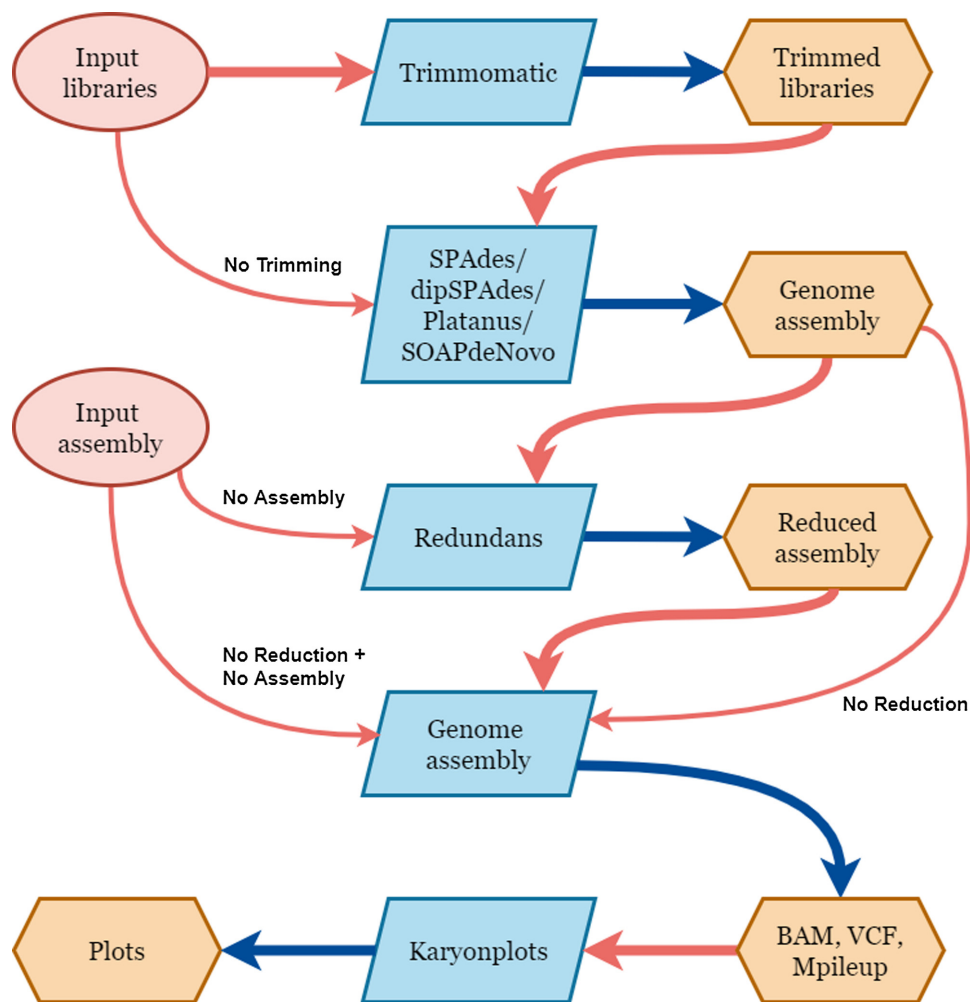 Input
libraries
Trimmomatic
Trimmed
libraries
No Trimming
SPAdes/
dipSPAdes/
Platanus/
SOAPdeNovo
Genome
assembly
Input
assembly
No Assembly
Redundans
Reduced
assembly
No Reduction +
No Assembly
No Reduction
Genome
assembly
Plots
Karyonplots
BAM, VCF,
Mpileup